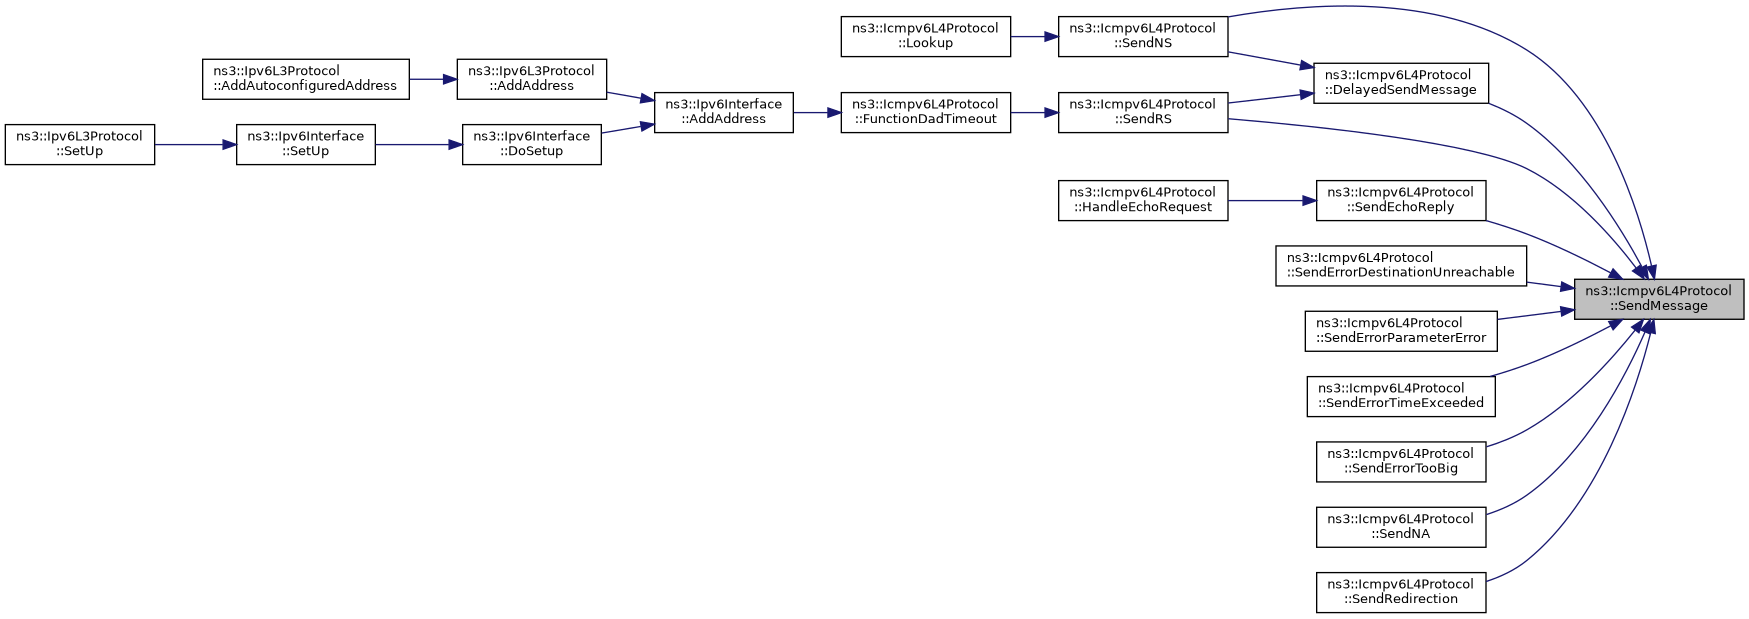 ns3::Icmpv6L4Protocol
::Lookup
ns3::Icmpv6L4Protocol
::SendNS
ns3::Ipv6L3Protocol
::AddAutoconfiguredAddress
ns3::Ipv6L3Protocol
::AddAddress
ns3::Icmpv6L4Protocol
::DelayedSendMessage
ns3::Ipv6Interface
::AddAddress
ns3::Icmpv6L4Protocol
::FunctionDadTimeout
ns3::Icmpv6L4Protocol
::SendRS
ns3::Ipv6L3Protocol
::SetUp
ns3::Ipv6Interface
::SetUp
ns3::Ipv6Interface
::DoSetup
ns3::Icmpv6L4Protocol
::HandleEchoRequest
ns3::Icmpv6L4Protocol
::SendEchoReply
ns3::Icmpv6L4Protocol
::SendErrorDestinationUnreachable
ns3::Icmpv6L4Protocol
::SendMessage
ns3::Icmpv6L4Protocol
::SendErrorParameterError
ns3::Icmpv6L4Protocol
::SendErrorTimeExceeded
ns3::Icmpv6L4Protocol
::SendErrorTooBig
ns3::Icmpv6L4Protocol
::SendNA
ns3::Icmpv6L4Protocol
::SendRedirection